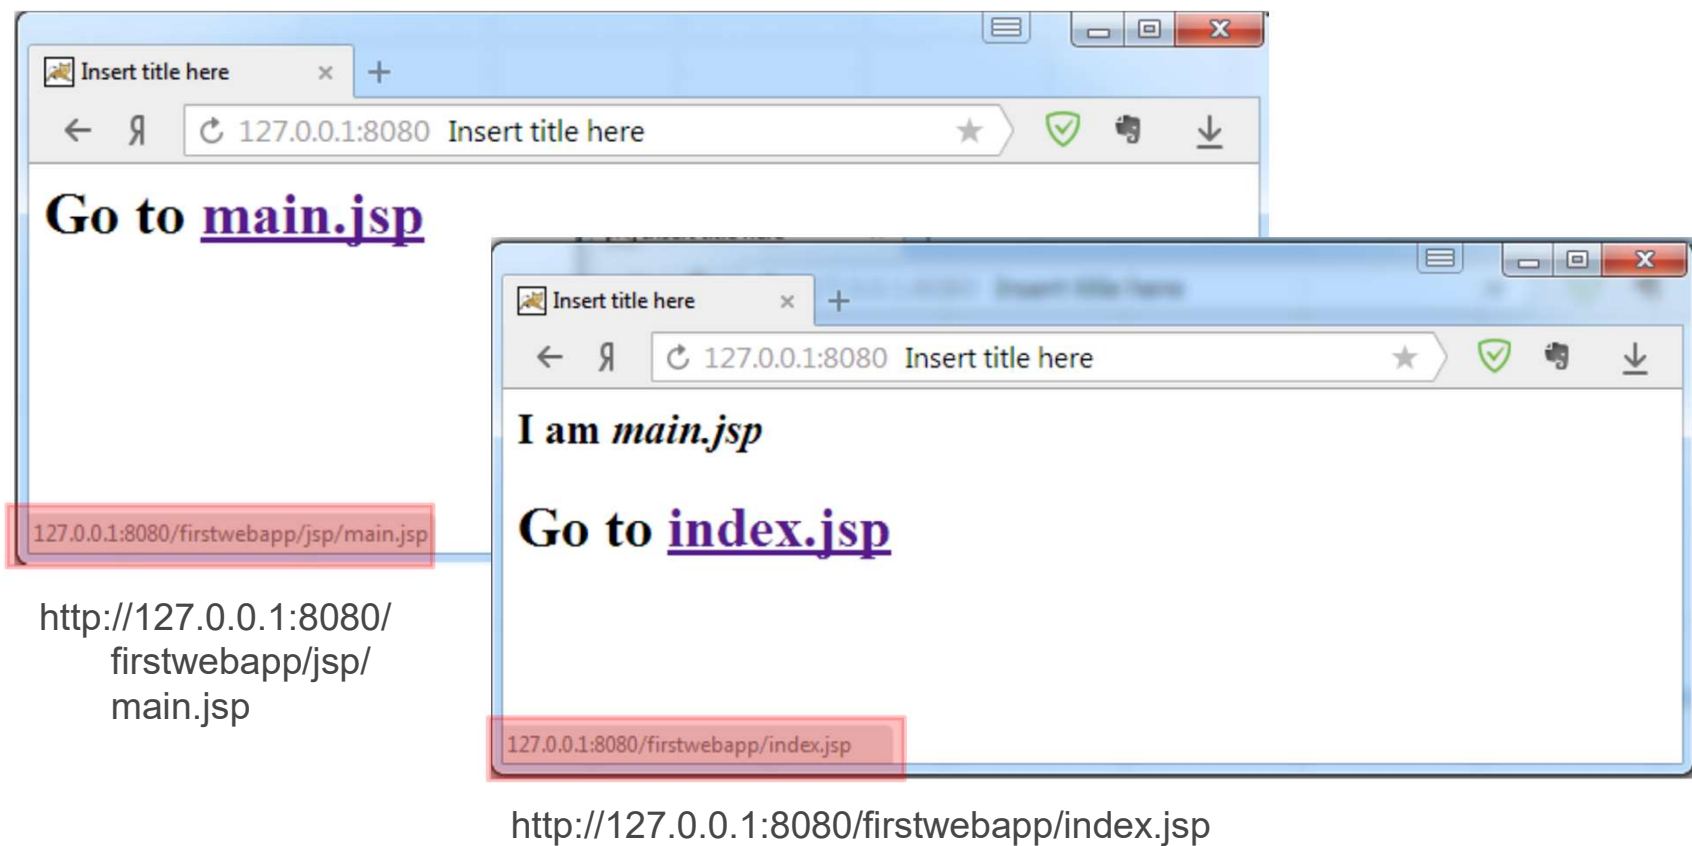 Insert title here
Я 127.0.0.1:8080 Insert title here
Go to main.jsp
127.0.0.1:8080/firstwebapp/jsp/main.jsp
http://127.0.0.1:8080/
firstwebapp/jsp/
main.jsp
Insert title here
Insert title here
Я 127.0.0.1:8080 Insert title here
I am main.jsp
Go to index.jsp
127.0.0.1:8080/firstwebapp/index.jsp
http://127.0.0.1:8080/firstwebapp/index.jsp